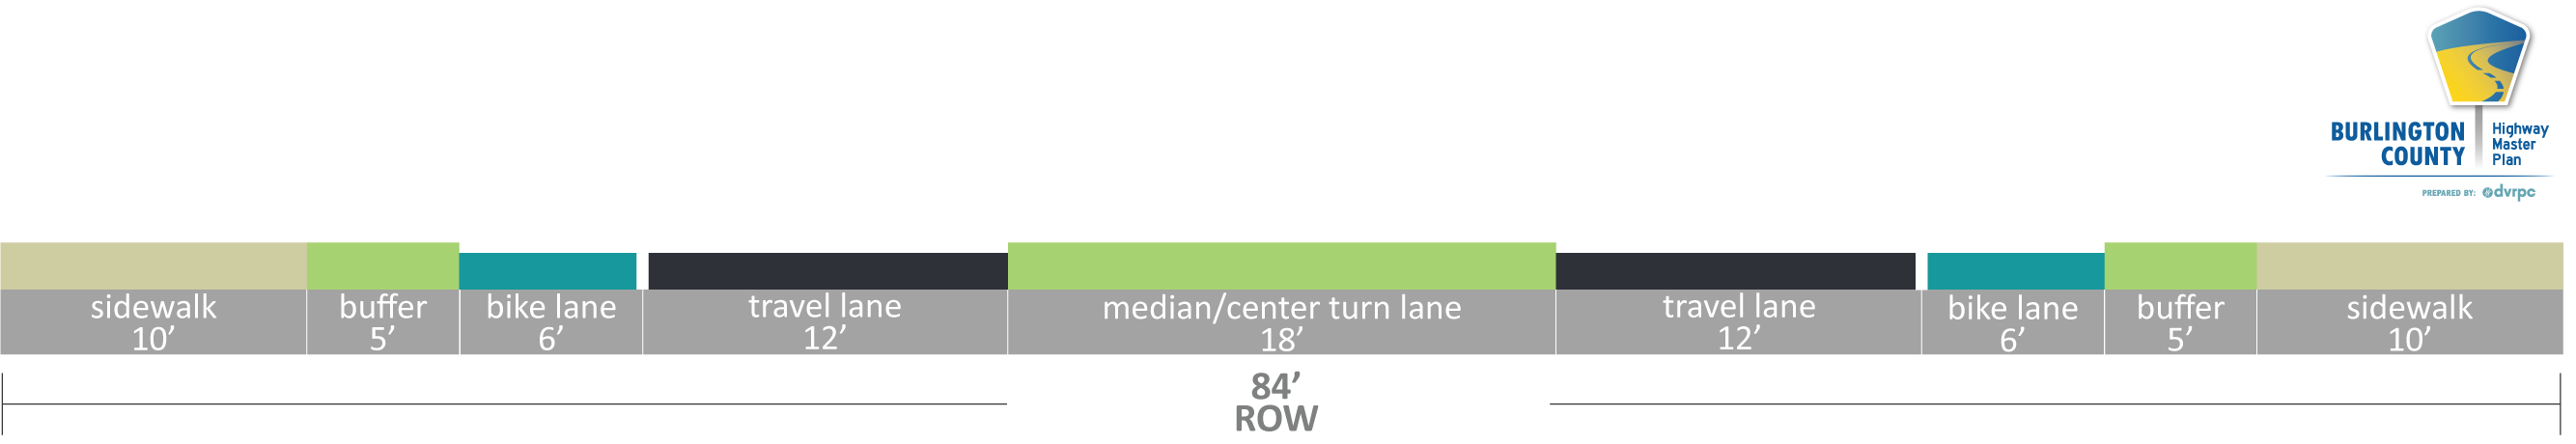 BURLINGTON
COUNTY
Highway
Master
Plan
PREPARED BY: dvrpc
sidewalk
10’
buffer
5’
bike lane
6’
travel lane
12’
median/center turn lane
18’
travel lane
12’
bike lane
6’
buffer
5’
sidewalk
10’
84’
ROW